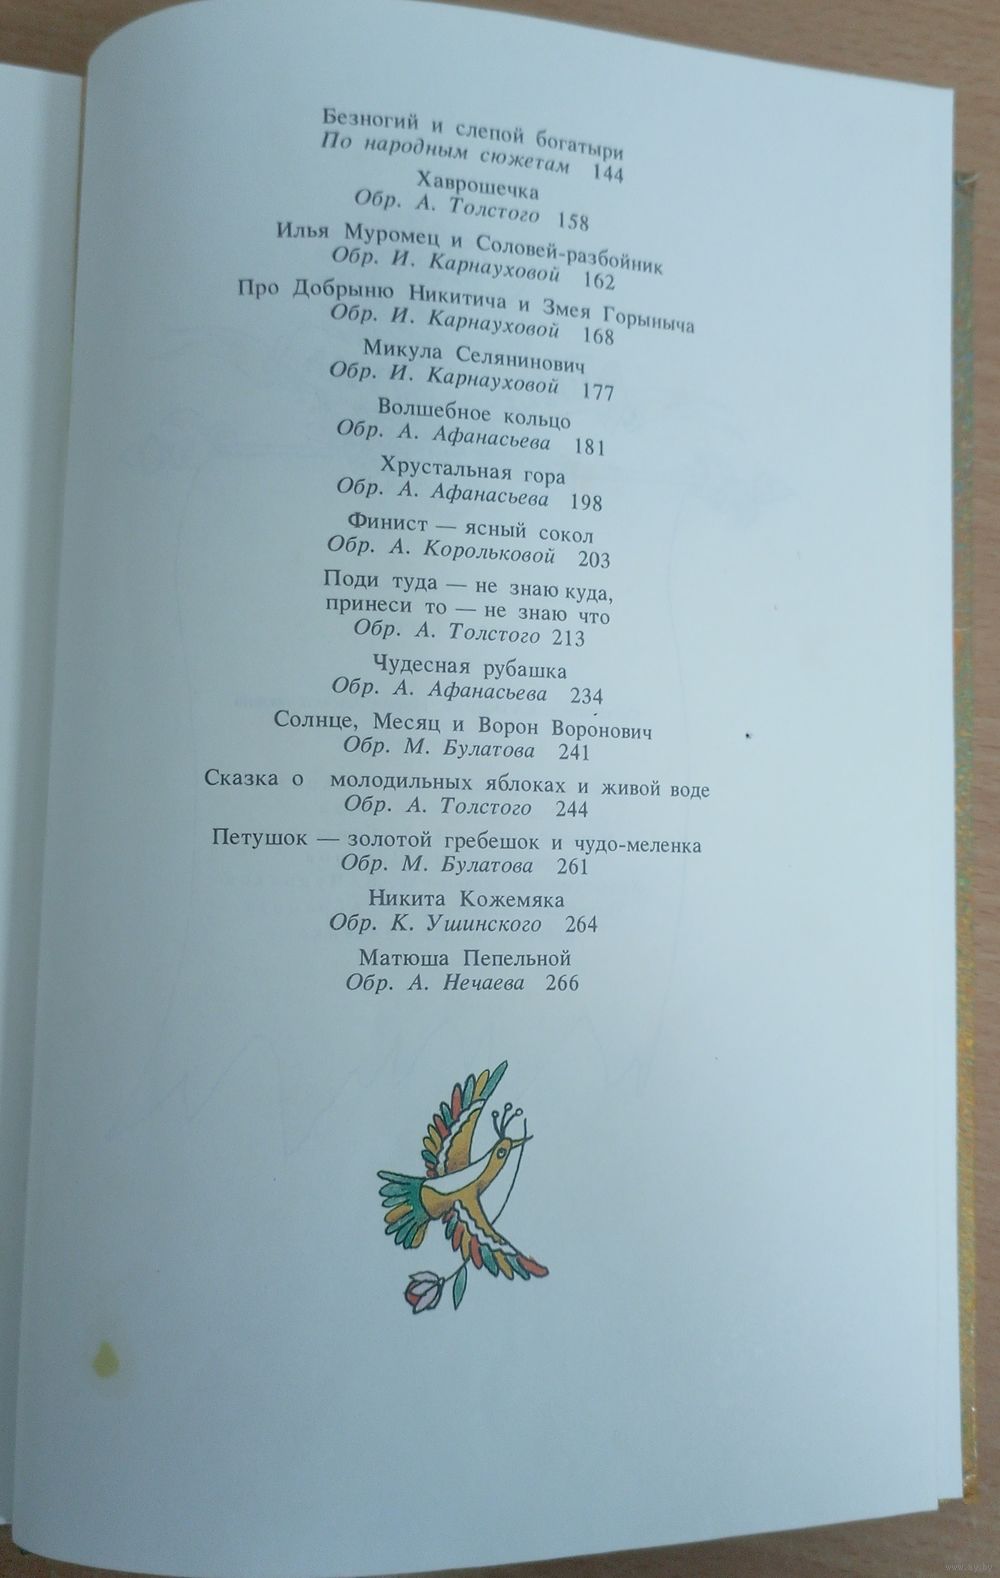 Безногий и слепой богатыри
По народным сюжетам 144
Хаврошечка
Обр. А. Толстого 158
Илья Муромец и Соловей-разбойник
Обр. И. Карнауховой 162
Про Добрыню Никитича и Змея Горыныча
Обр. И. Карнауховой 168
Микула Селянинович
Обр. И. Карнауховой 177
Волшебное кольцо
Обр. А. Афанасьева 181
Хрустальная гора
Обр. А. Афанасьева 198
Финист — ясный сокол
Обр. А. Корольковой 203
Поди туда — не знаю куда,
принеси то — не знаю что
Обр. А. Толстого 213
Чудесная рубашка
Обр. А. Афанасьева 234
Солнце, Месяц и Ворон Воронович
Обр. М. Булатова 241
Сказка о молодильных яблоках и живой воде
Обр. А. Толстого 244
Петушок — золотой гребешок и чудо-меленка
Обр. М. Булатова 261
Никита Кожемяка
Обр. К. Ушинского 264
Матюша Пепельной
Обр. А. Нечаева 266
www.ay.by